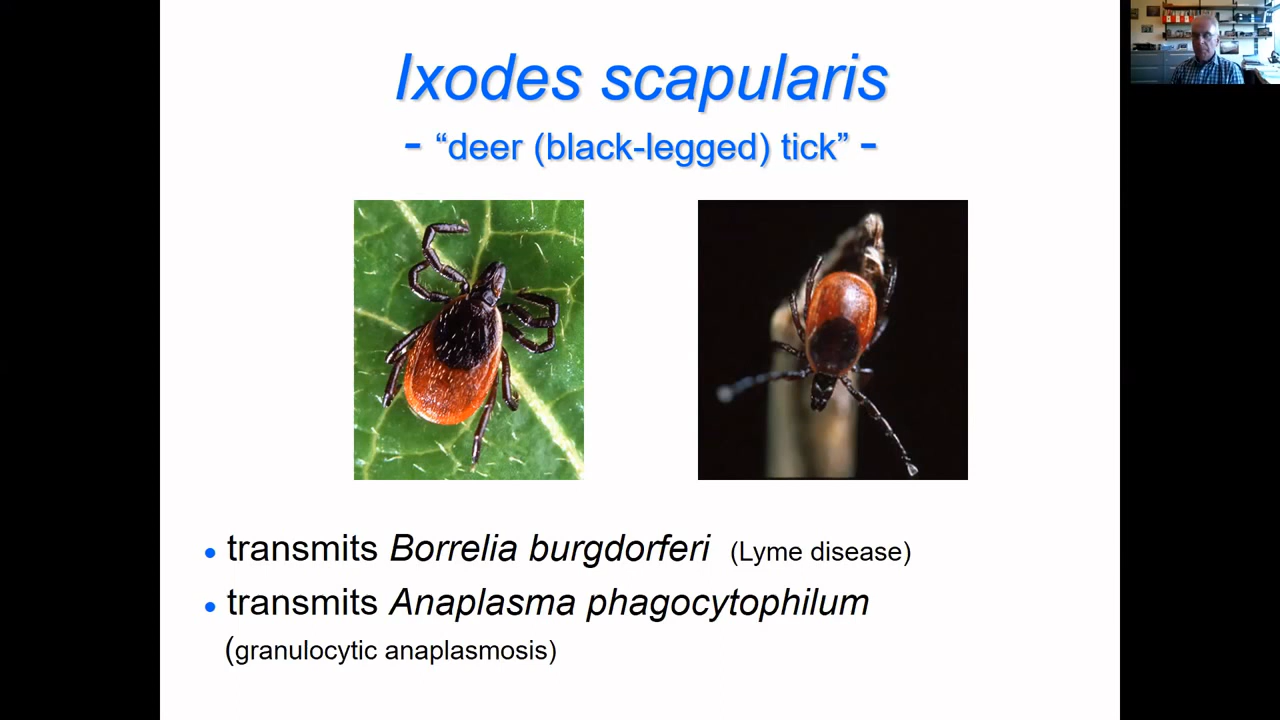 Ixodes scapularis
- “deer (black-legged) tick” -
• transmits Borrelia burgdorferi (Lyme disease)
• transmits Anaplasma phagocytophilum
(granulocytic anaplasmosis)